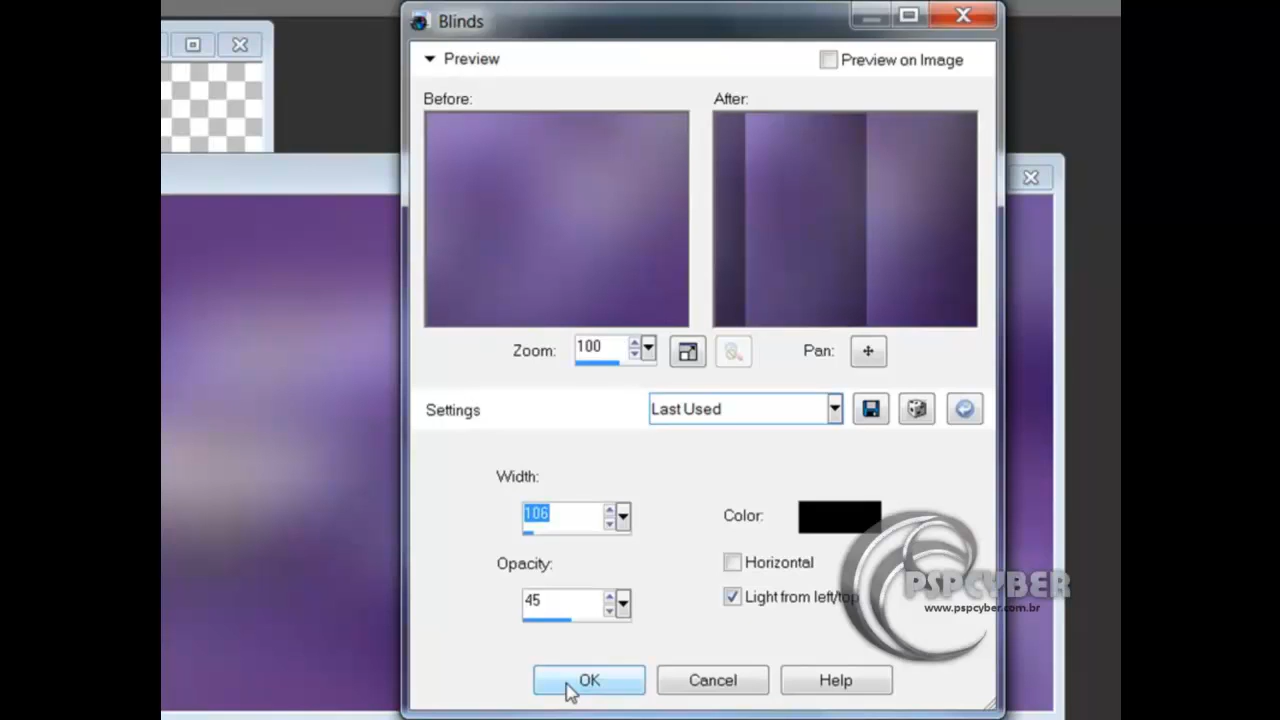 Blinds
Preview
Preview on Image
Before:
After:
Zoom: 100
Pan:
Settings
Last Used
Width:
106
Color:
Opacity:
45
Horizontal
Light from left/top
PSPCYBER
www.pspcyber.com.br
OK
Cancel
Help